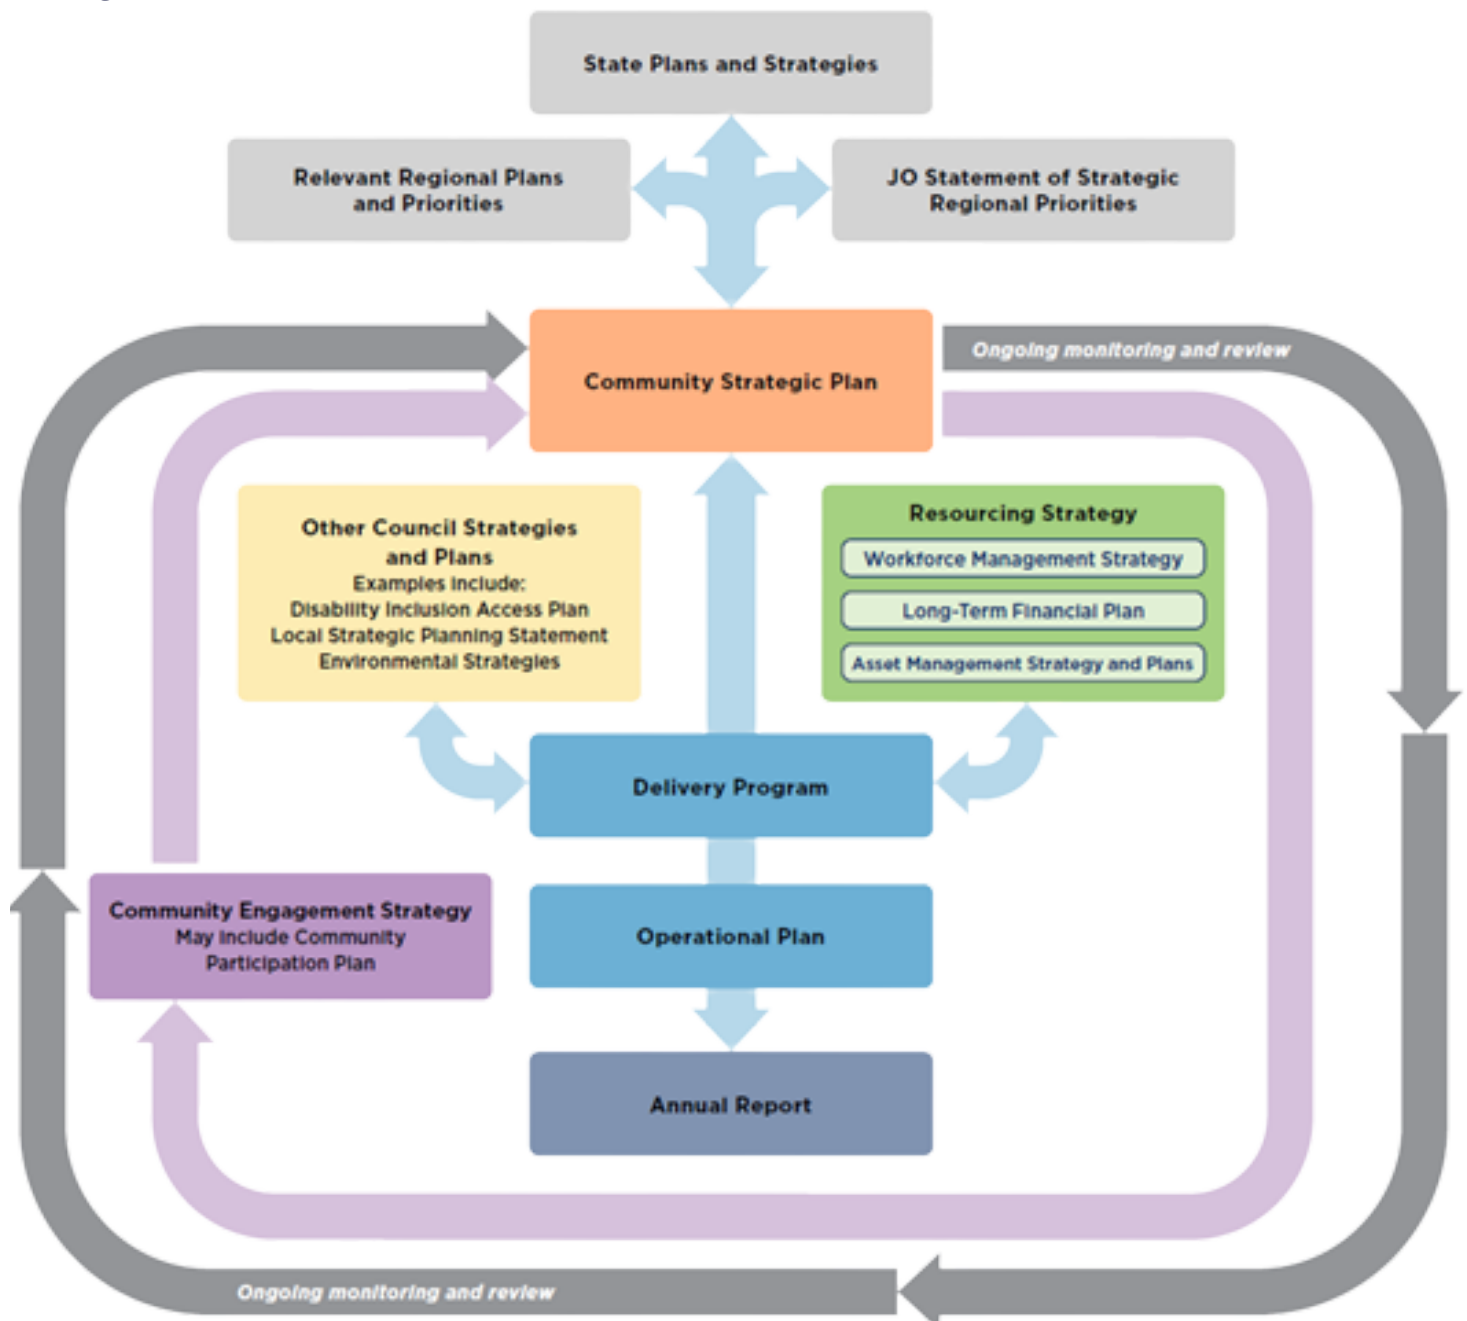 State Plans and Strategies
Relevant Regional Plans
and Priorities
JO Statement of Strategic
Regional Priorities
Ongoing monitoring and review
Community Strategic Plan
Other Council Strategies
and Plans
Examples include:
Disability Inclusion Access Plan
Local Strategic Planning Statement
Environmental Strategies
Resourcing Strategy
Workforce Management Strategy
Long-Term Financial Plan
Asset Management Strategy and Plans
Delivery Program
Community Engagement Strategy
May include Community
Participation Plan
Operational Plan
Annual Report
Ongoing monitoring and review